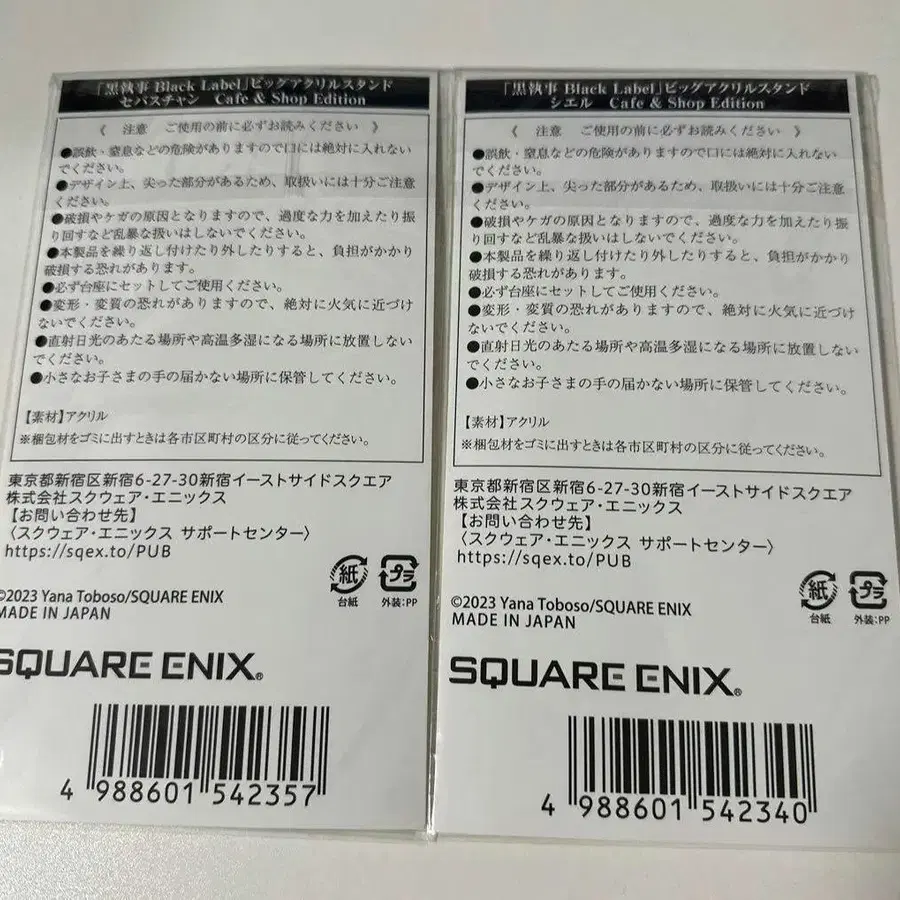 「黒執事 Black Label」ビッグアクリルスタンド
セバスチャン Cafe & Shop Edition
《 注意 ご使用の前に必ずお読みください 》
●誤飲・窒息などの危険がありますので口には絶対に入れない
でください。
●デザイン上、尖った部分があるため、取扱いには十分ご注意
ください。
●破損やケガの原因となりますので、過度な力を加えたり振
り回すなど乱暴な扱いはしないでください。
●本製品を繰り返し付けたり外したりすると、負担がかかり
破損する恐れがあります。
●必ず台座にセットしてご使用ください。
●変形・変質の恐れがありますので、絶対に火気に近づけ
ないでください。
●直射日光のあたる場所や高温多湿になる場所に放置しない
でください。
●小さなお子さまの手の届かない場所に保管してください。
【素材】アクリル
※梱包材をゴミに出すときは各市区町村の区分に従ってください。
東京都新宿区新宿6-27-30新宿イーストサイドスクエア
株式会社スクウェア・エニックス
【お問い合わせ先】
〈スクウェア・エニックス サポートセンター〉
https://sqex.to/PUB
紙
台紙
プラ
外装:PP
©2023 Yana Toboso/SQUARE ENIX
MADE IN JAPAN
SQUARE ENIX®
4 988601 542357
「黒執事 Black Label」ビッグアクリルスタンド
シエル Cafe & Shop Edition
《 注意 ご使用の前に必ずお読みください 》
●誤飲・窒息などの危険がありますので口には絶対に入れない
でください。
●デザイン上、尖った部分があるため、取扱いには十分ご注意
ください。
●破損やケガの原因となりますので、過度な力を加えたり振
り回すなど乱暴な扱いはしないでください。
●本製品を繰り返し付けたり外したりすると、負担がかかり
破損する恐れがあります。
●必ず台座にセットしてご使用ください。
●変形・変質の恐れがありますので、絶対に火気に近づけ
ないでください。
●直射日光のあたる場所や高温多湿になる場所に放置しない
でください。
●小さなお子さまの手の届かない場所に保管してください。
【素材】アクリル
※梱包材をゴミに出すときは各市区町村の区分に従ってください。
東京都新宿区新宿6-27-30新宿イーストサイドスクエア
株式会社スクウェア・エニックス
【お問い合わせ先】
〈スクウェア・エニックス サポートセンター〉
https://sqex.to/PUB
紙
台紙
プラ
外装:PP
©2023 Yana Toboso/SQUARE ENIX
MADE IN JAPAN
SQUARE ENIX®
4 988601 542340